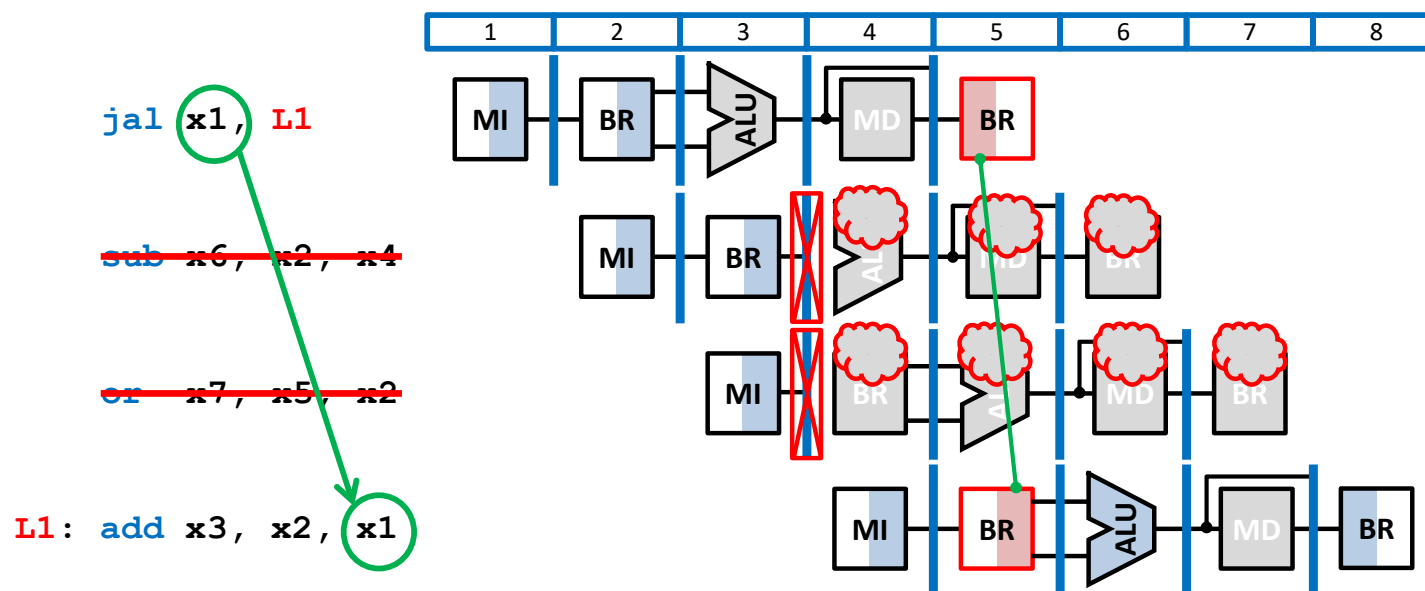 1 2 3 4 5 6 7 8
jal x1, L1
MI BR ALU MD BR
sub x6, x2, x4
MI BR ALU MD BR
or x7, x5, x2
MI BR ALU MD BR
L1: add x3, x2, x1
MI BR ALU MD BR